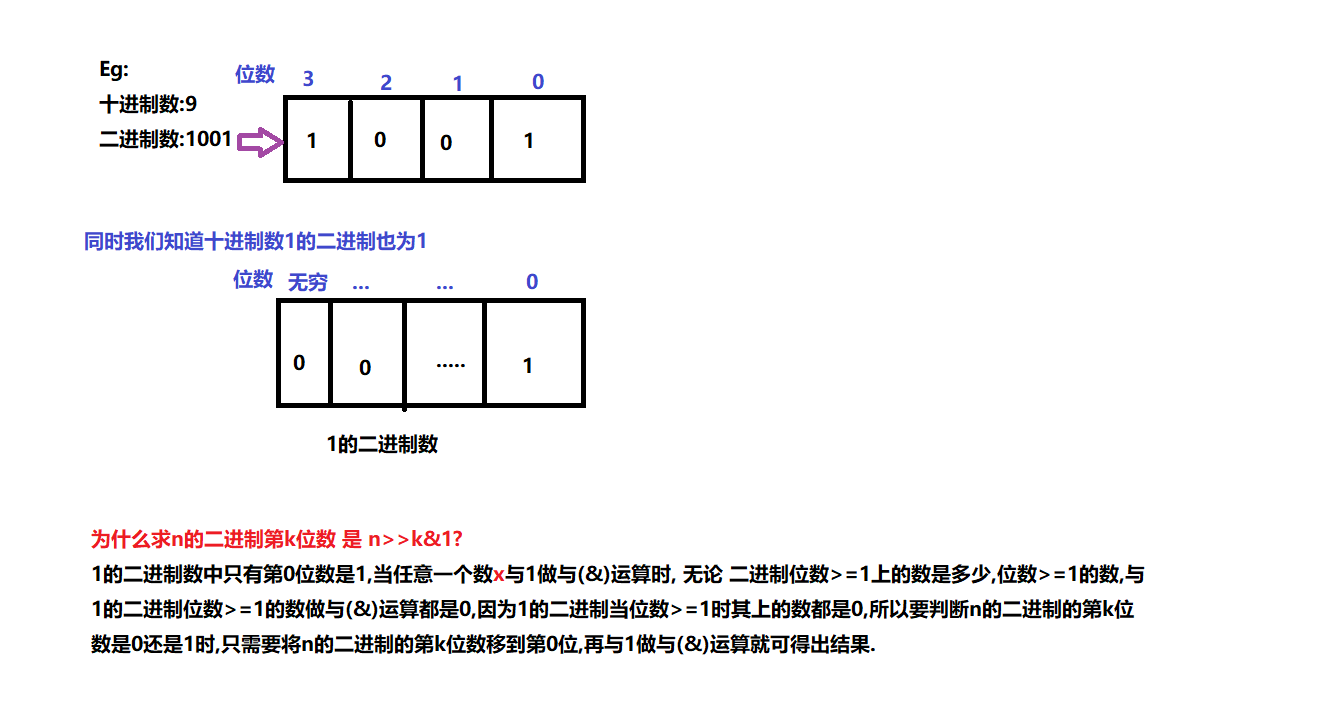 Eg:
位数 3 2 1 0
十进制数:9
二进制数:1001
1 0 0 1
同时我们知道十进制数1的二进制也为1
位数 无穷 ... ... 0
0 0 ..... 1
1的二进制数
为什么求n的二进制第k位数 是 n>>k&1?
1的二进制数中只有第0位数是1,当任意一个数x与1做与(&)运算时, 无论 二进制位数>=1上的数是多少,位数>=1的数,与
1的二进制位数>=1的数做与(&)运算都是0,因为1的二进制当位数>=1时其上的数都是0,所以要判断n的二进制的第k位
数是0还是1时,只需要将n的二进制的第k位数移到第0位,再与1做与(&)运算就可得出结果.